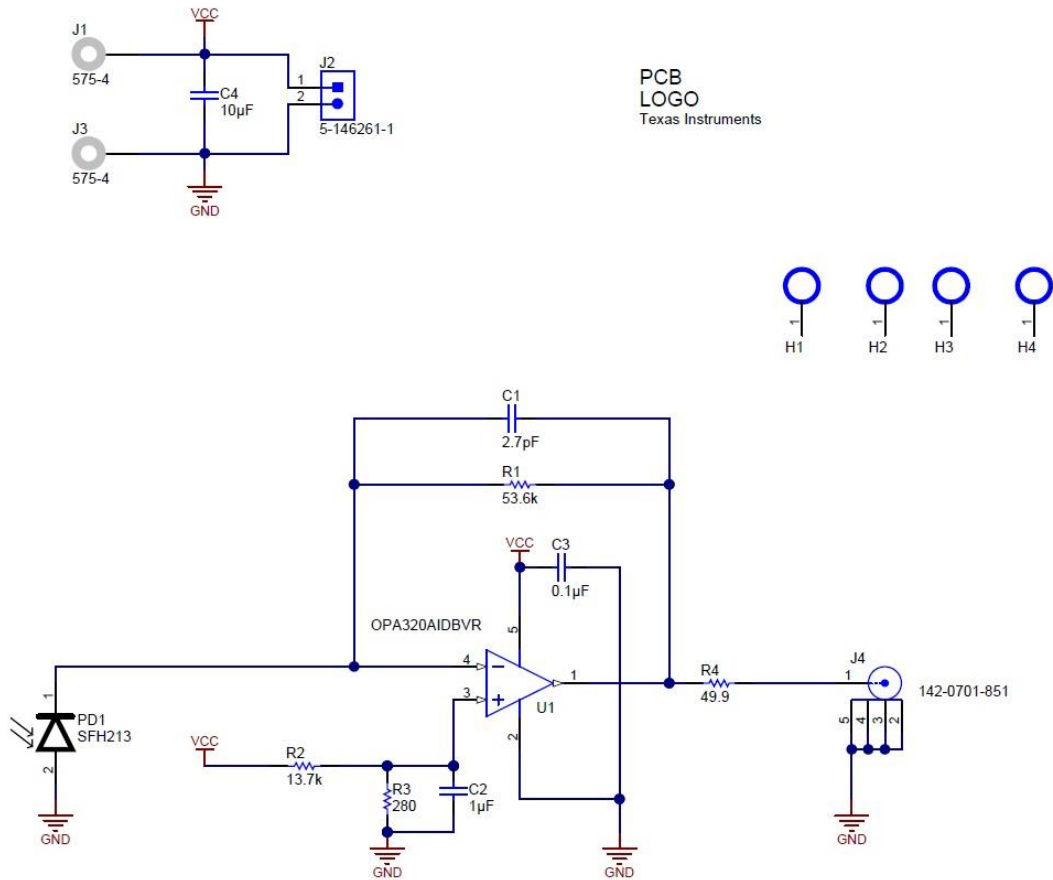 VCC
J1
575-4
C4
10µF
J2
1
2
5-146261-1
J3
575-4
GND
PCB
LOGO
Texas Instruments
1
1
1
1
H1
H2
H3
H4
C1
2.7pF
R1
53.6k
VCC
C3
0.1µF
OPA320AIDBVR
5
4
3
1
U1
2
R4
49.9
J4
1
142-0701-851
5
4
3
2
GND
1
PD1
SFH213
2
GND
VCC
R2
13.7k
R3
280
C2
1µF
GND
GND